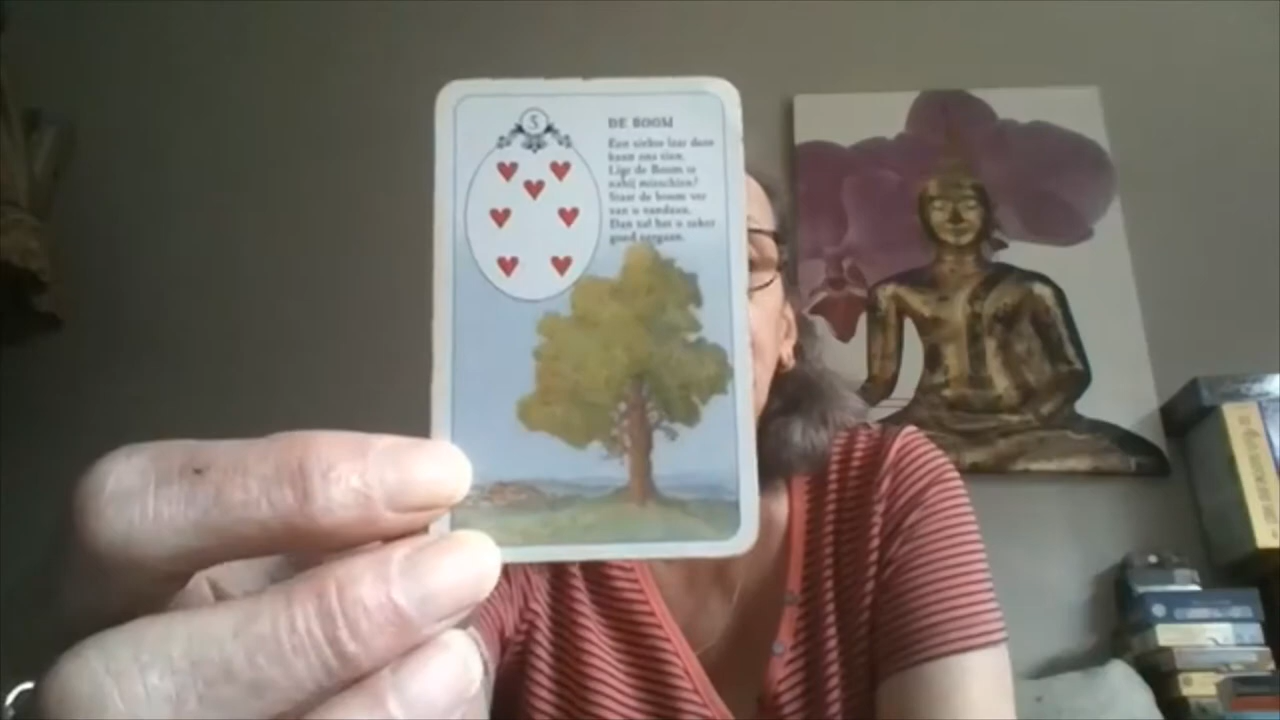 5
DE BOOM
Een ziekte laat deze
kaart ons zien.
Ligt de Boom te
nabij misschien?
Staat de boom ver
van u vandaan,
Dan zal het u zeker
goed vergaan.